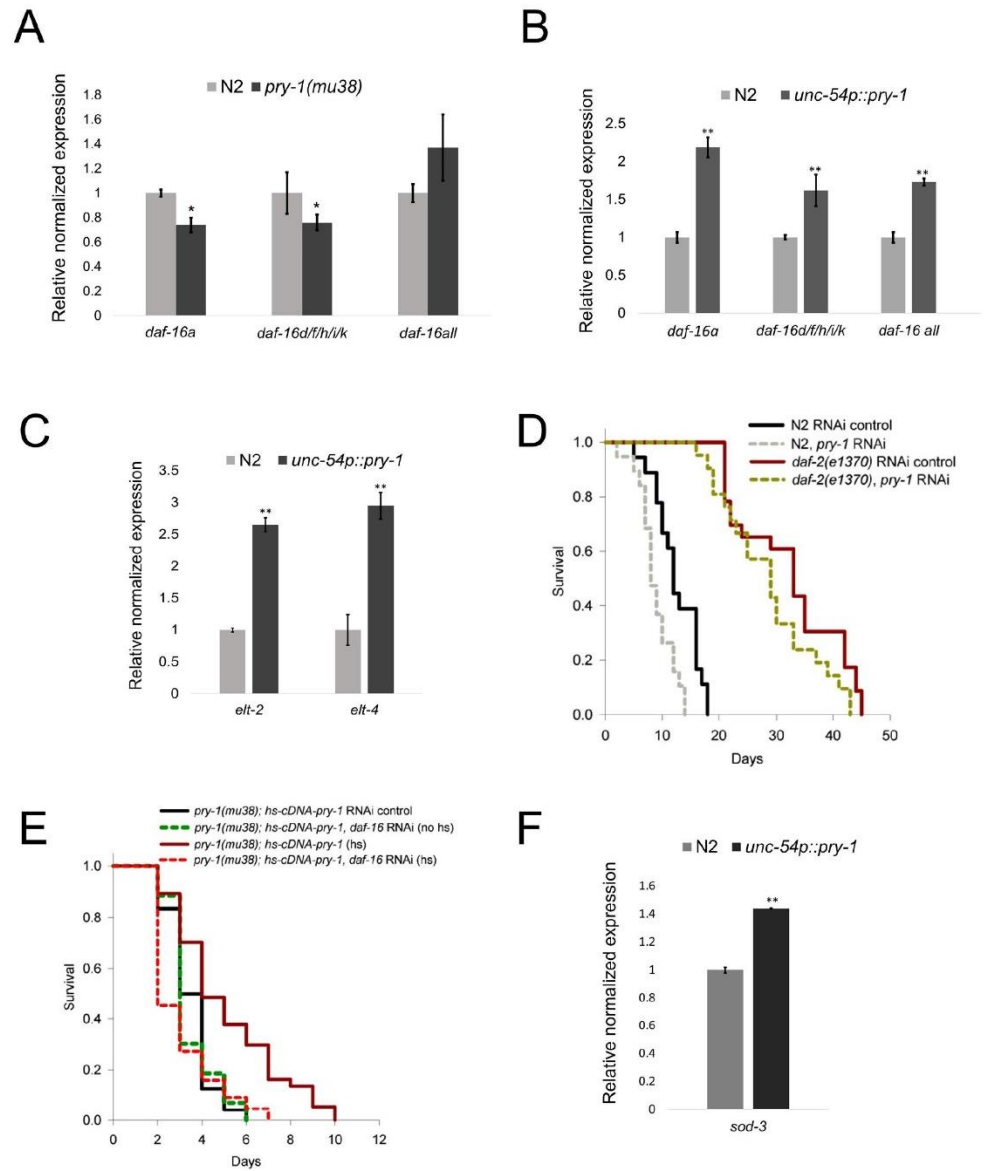 A
N2 pry-1(mu38)
Relative normalized expression
1.8
1.6
1.4
1.2
1
0.8
0.6
0.4
0.2
0
*
*
daf-16a
daf-16d/f/h/i/k
daf-16all
B
N2 unc-54p::pry-1
Relative normalized expression
2.5
2
1.5
1
0.5
0
**
**
**
daf-16a
daf-16d/f/h/i/k
daf-16 all
C
N2 unc-54p::pry-1
Relative normalized expression
3.5
3
2.5
2
1.5
1
0.5
0
**
**
elt-2
elt-4
D
N2 RNAi control
N2, pry-1 RNAi
daf-2(e1370) RNAi control
daf-2(e1370), pry-1 RNAi
Survival
1.0
0.8
0.6
0.4
0.2
0.0
0 10 20 30 40 50
Days
E
pry-1(mu38); hs-cDNA-pry-1 RNAi control
pry-1(mu38); hs-cDNA-pry-1, daf-16 RNAi (no hs)
pry-1(mu38); hs-cDNA-pry-1 (hs)
pry-1(mu38); hs-cDNA-pry-1, daf-16 RNAi (hs)
Survival
1.0
0.8
0.6
0.4
0.2
0.0
0 2 4 6 8 10 12
Days
F
N2 unc-54p::pry-1
Relative normalized expression
1.6
1.4
1.2
1
0.8
0.6
0.4
0.2
0
**
sod-3